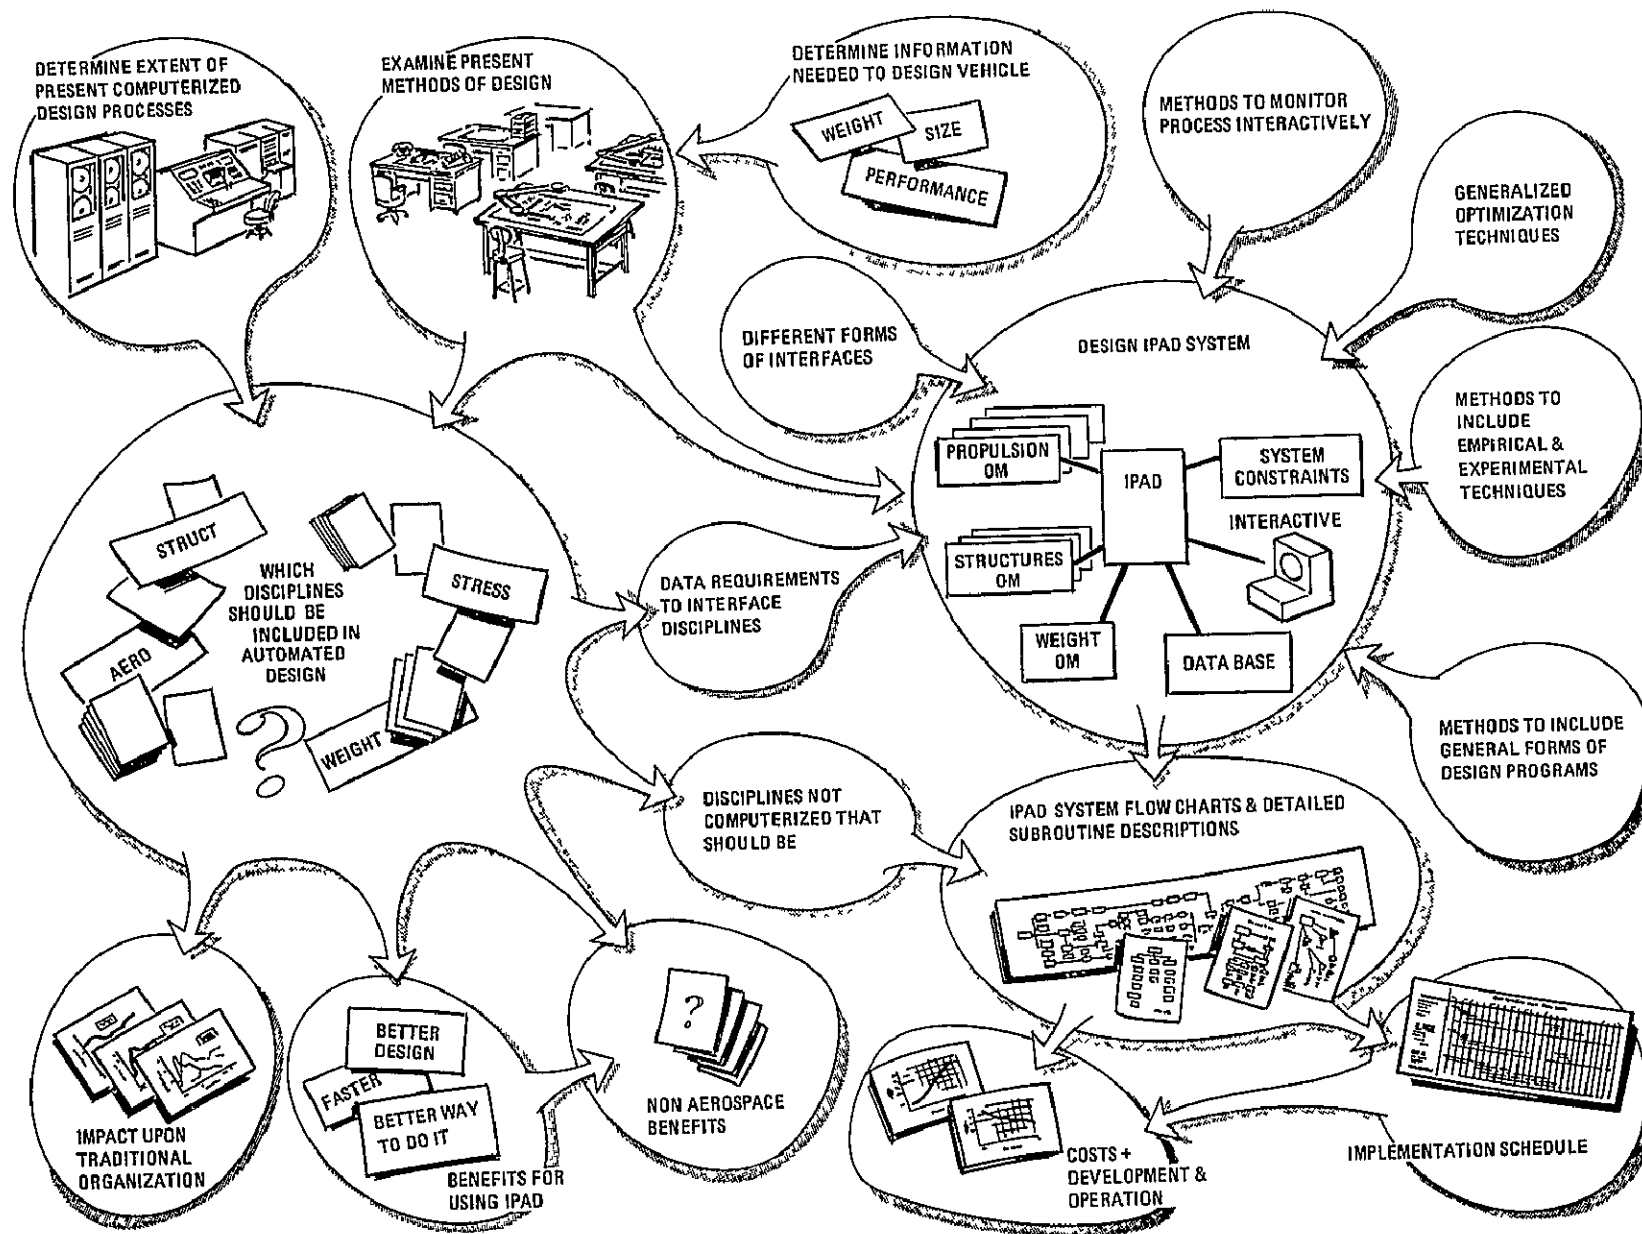 DETERMINE EXTENT OF
PRESENT COMPUTERIZED
DESIGN PROCESSES
EXAMINE PRESENT
METHODS OF DESIGN
DETERMINE INFORMATION
NEEDED TO DESIGN VEHICLE
WEIGHT
SIZE
PERFORMANCE
METHODS TO MONITOR
PROCESS INTERACTIVELY
GENERALIZED
OPTIMIZATION
TECHNIQUES
DIFFERENT FORMS
OF INTERFACES
DESIGN IPAD SYSTEM
PROPULSION
OM
IPAD
SYSTEM
CONSTRAINTS
INTERACTIVE
STRUCTURES
OM
WEIGHT
OM
DATA BASE
METHODS TO
INCLUDE
EMPIRICAL &
EXPERIMENTAL
TECHNIQUES
STRUCT
STRESS
AERO
WEIGHT
WHICH
DISCIPLINES
SHOULD BE
INCLUDED IN
AUTOMATED
DESIGN
?
DATA REQUIREMENTS
TO INTERFACE
DISCIPLINES
METHODS TO INCLUDE
GENERAL FORMS OF
DESIGN PROGRAMS
DISCIPLINES NOT
COMPUTERIZED THAT
SHOULD BE
IPAD SYSTEM FLOW CHARTS & DETAILED
SUBROUTINE DESCRIPTIONS
IMPACT UPON
TRADITIONAL
ORGANIZATION
BETTER
DESIGN
FASTER
BETTER WAY
TO DO IT
BENEFITS FOR
USING IPAD
?
NON AEROSPACE
BENEFITS
COSTS +
DEVELOPMENT &
OPERATION
IMPLEMENTATION SCHEDULE